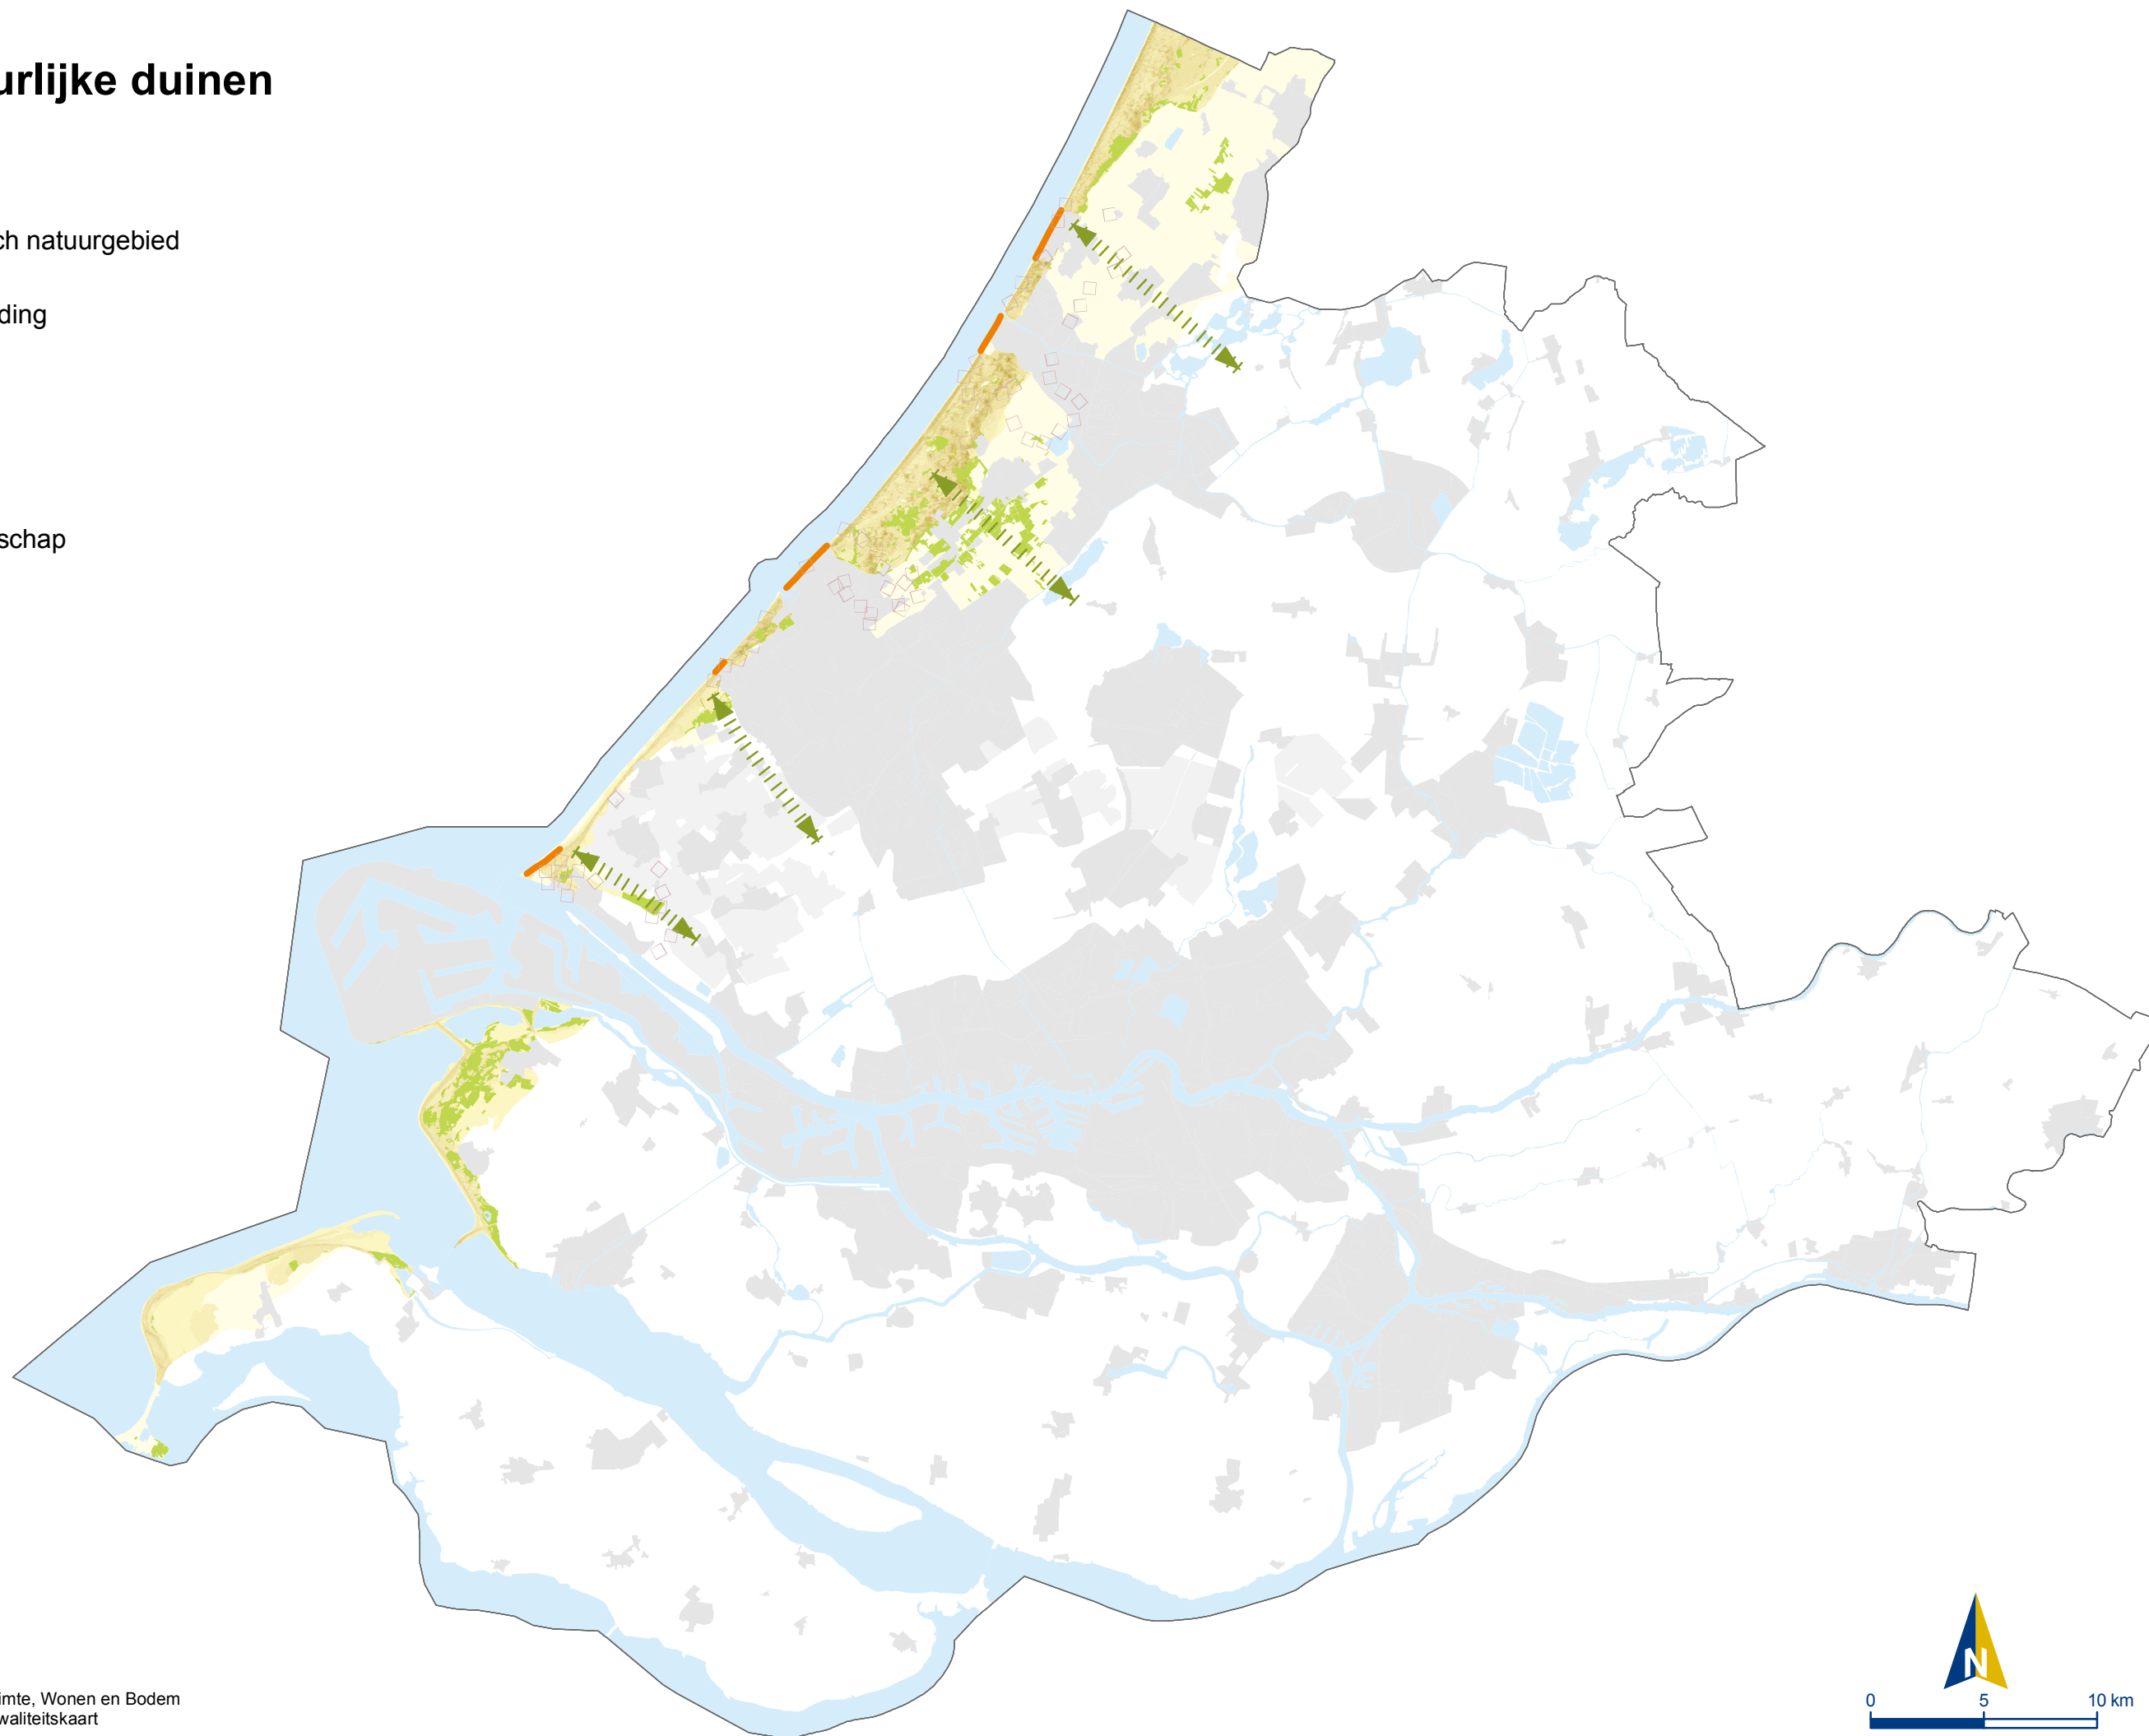 urlijke duinen
ch natuurgebied
ding
schap
imte, Wonen en Bodem
waliteitskaart
N
0 5 10 km